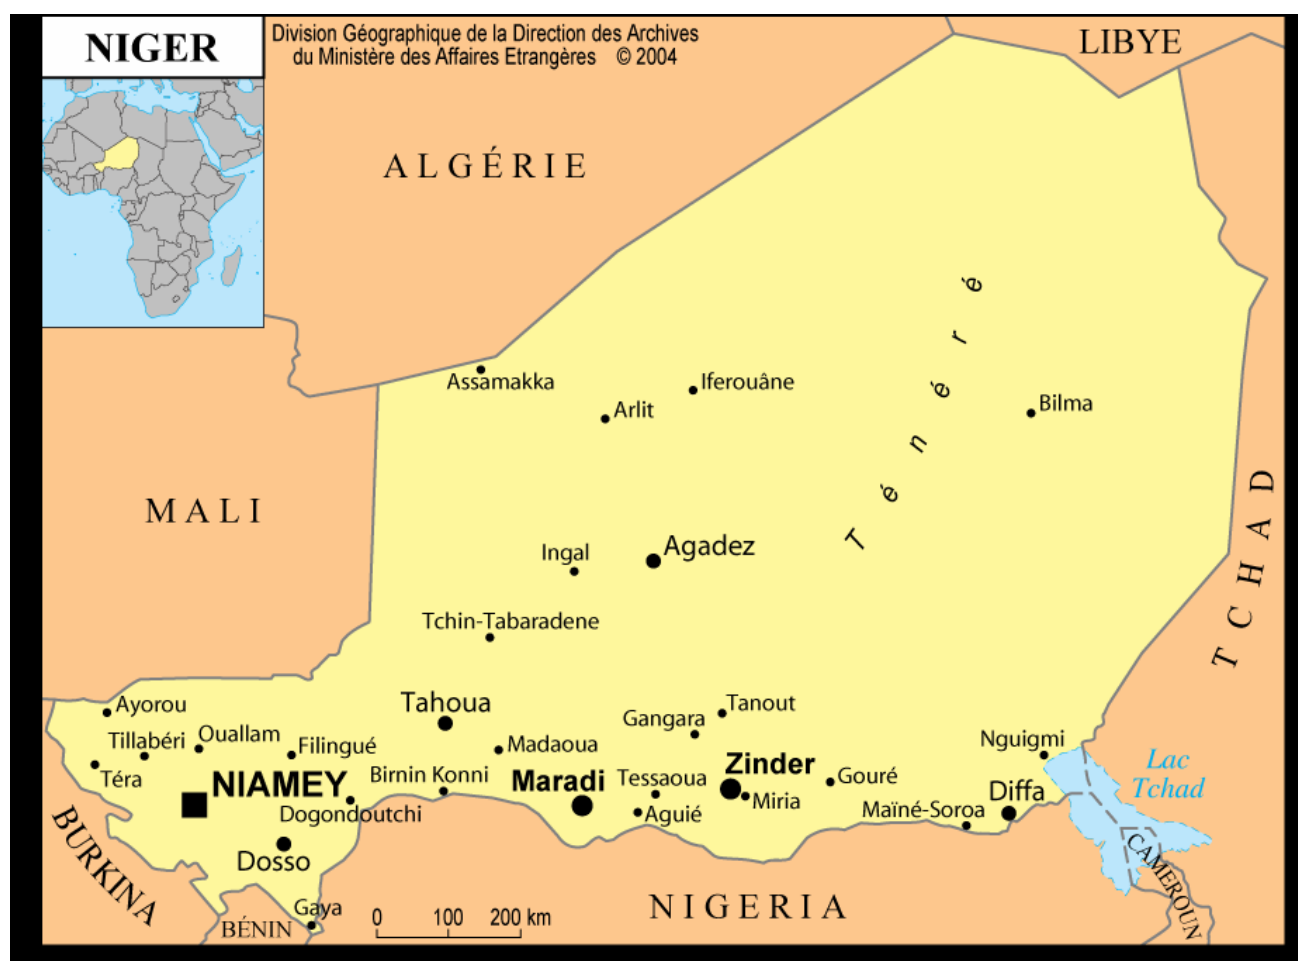 NIGER
Division Géographique de la Direction des Archives
du Ministère des Affaires Etrangères © 2004
LIBYE
ALGÉRIE
Ténéré
Assamakka
Iferouâne
Arlit
Bilma
MALI
TCHAD
Ingal
Agadez
Tchin-Tabaradene
Ayorou
Tahoua
Tanout
Gangara
Tillabéri
Ouallam
Filingué
Madaoua
Nguigmi
Lac
Tchad
Téra
NIAMEY
Birnin Konni
Maradi
Tessaoua
Zinder
Gouré
Miria
Diffa
Dogondoutchi
Aguié
Maïné-Soroa
BURKINA
Dosso
CAMEROUN
Gaya
BÉNIN
0 100 200 km
NIGERIA